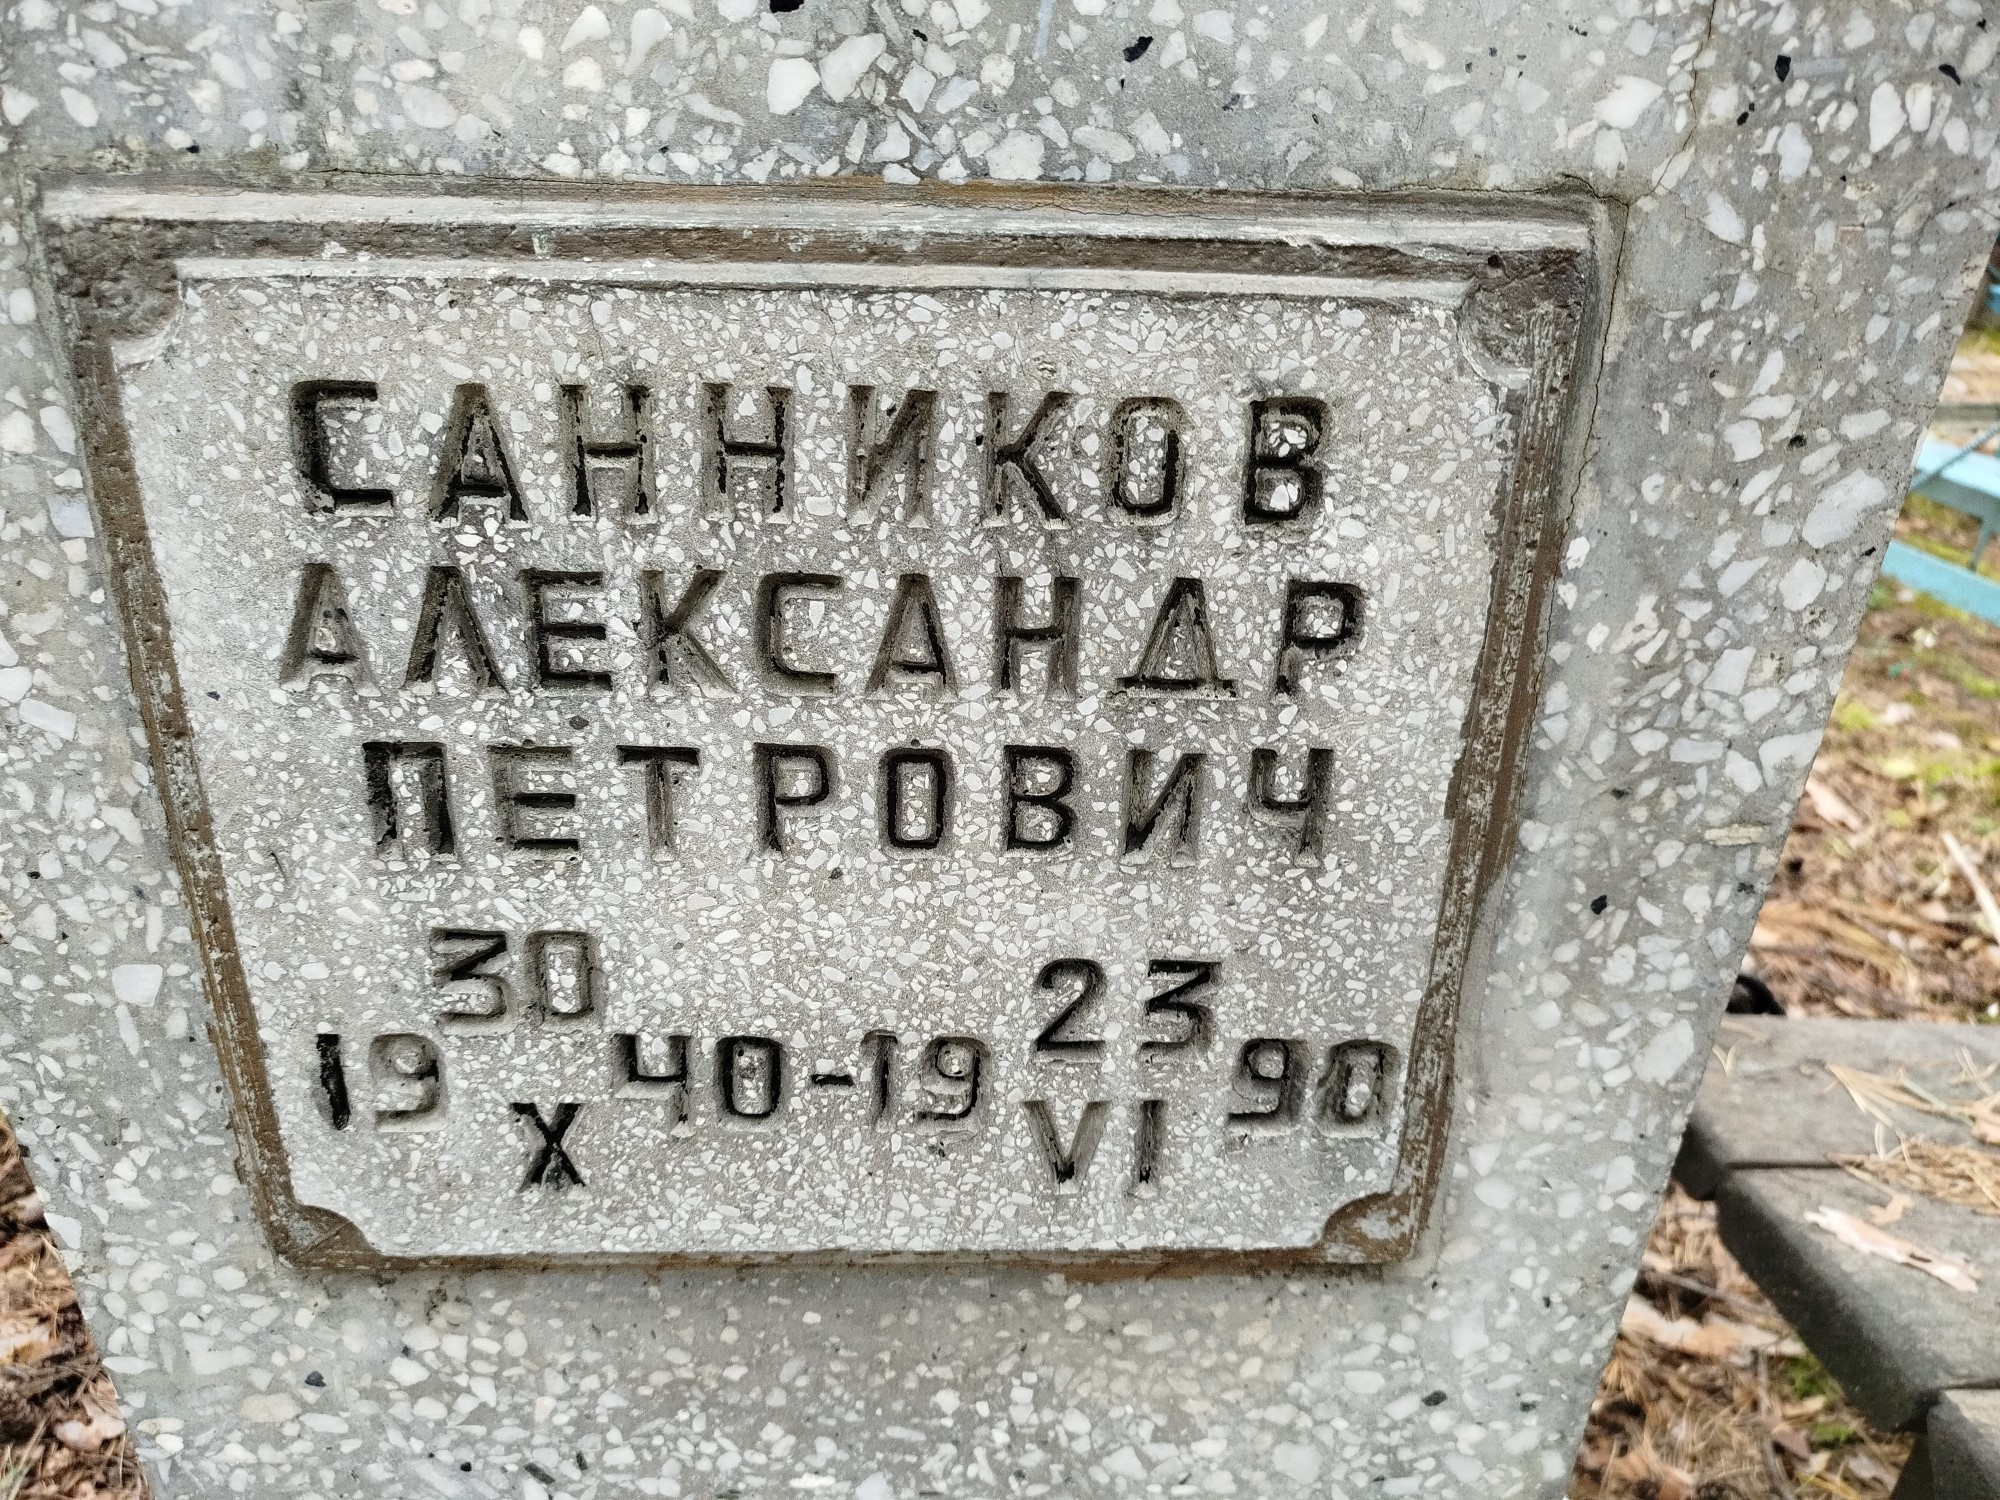 САННИКОВ
АЛЕКСАНДР
ПЕТРОВИЧ
30 23
19 40-19 90
X VI